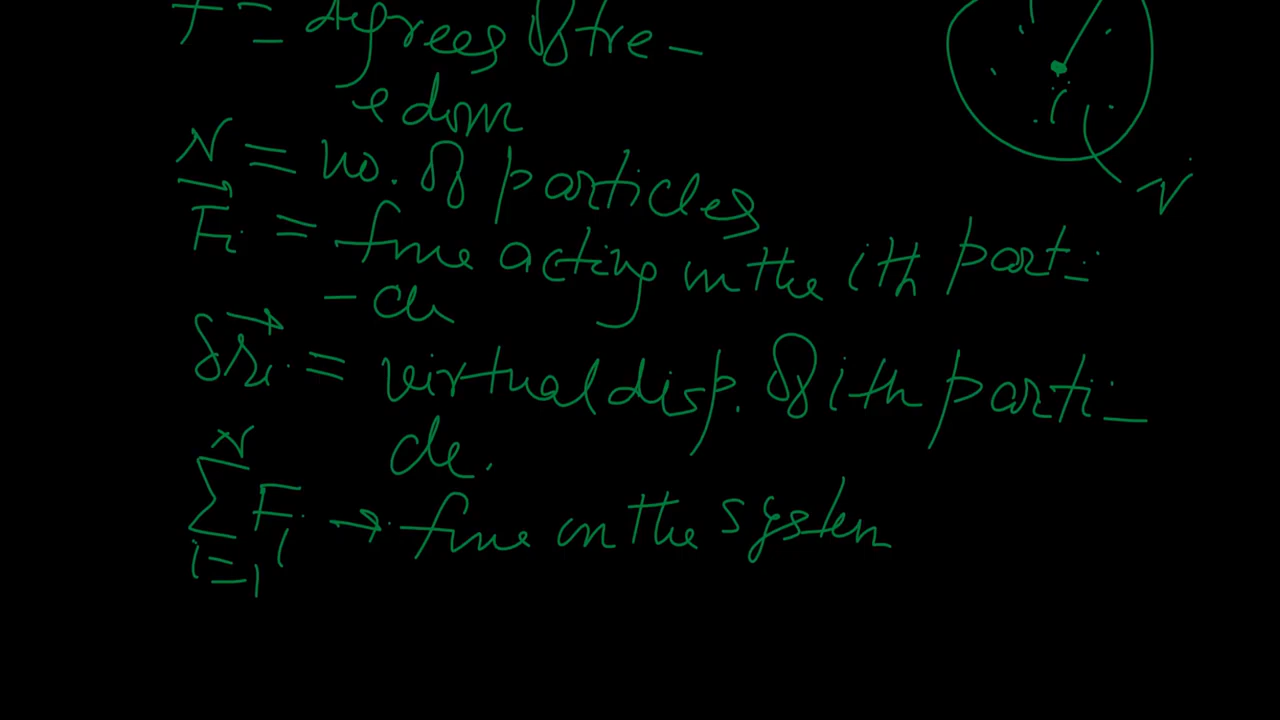 f = degrees of fre-
edom
N = no. of particles
F⃗i = force acting on the ith parti-
-cle
δr⃗i = virtual disp. of ith parti-
cle.
N
∑ Fi → force on the system
i=1
i
N